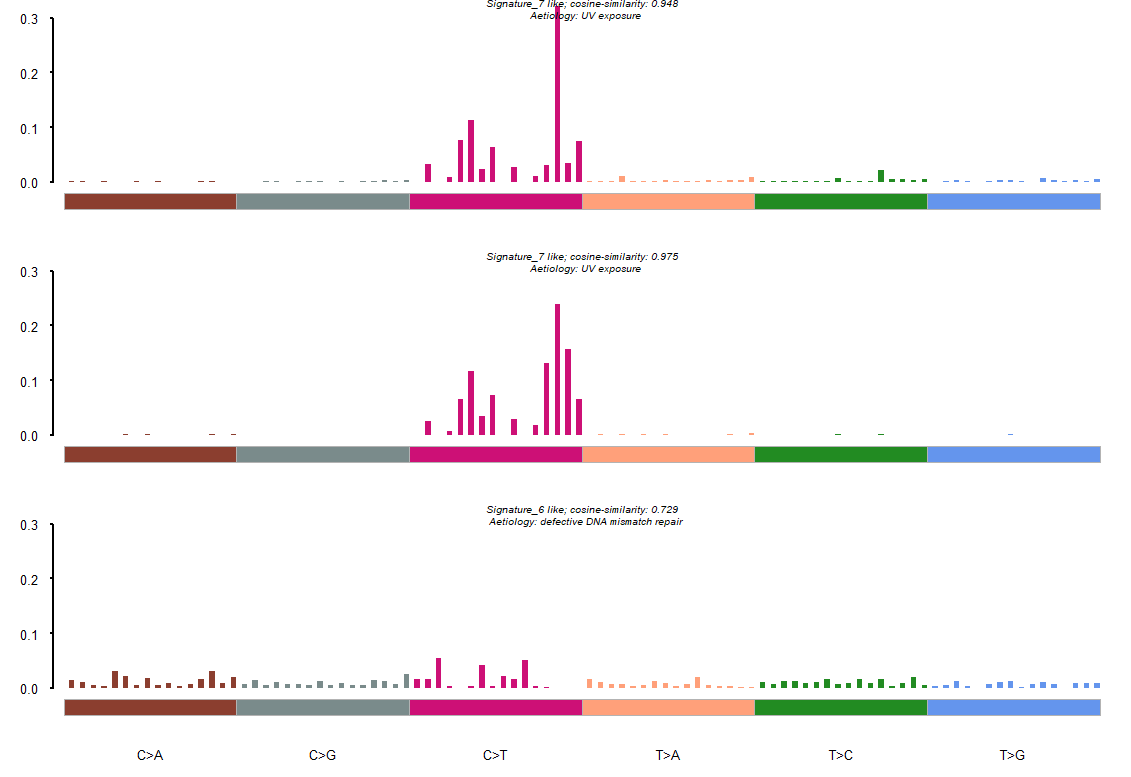 Signature_7 like; cosine-similarity: 0.948
Aetiology: UV exposure
0.3
0.2
0.1
0.0
Signature_7 like; cosine-similarity: 0.975
Aetiology: UV exposure
0.3
0.2
0.1
0.0
Signature_6 like; cosine-similarity: 0.729
Aetiology: defective DNA mismatch repair
0.3
0.2
0.1
0.0
C>A C>G C>T T>A T>C T>G